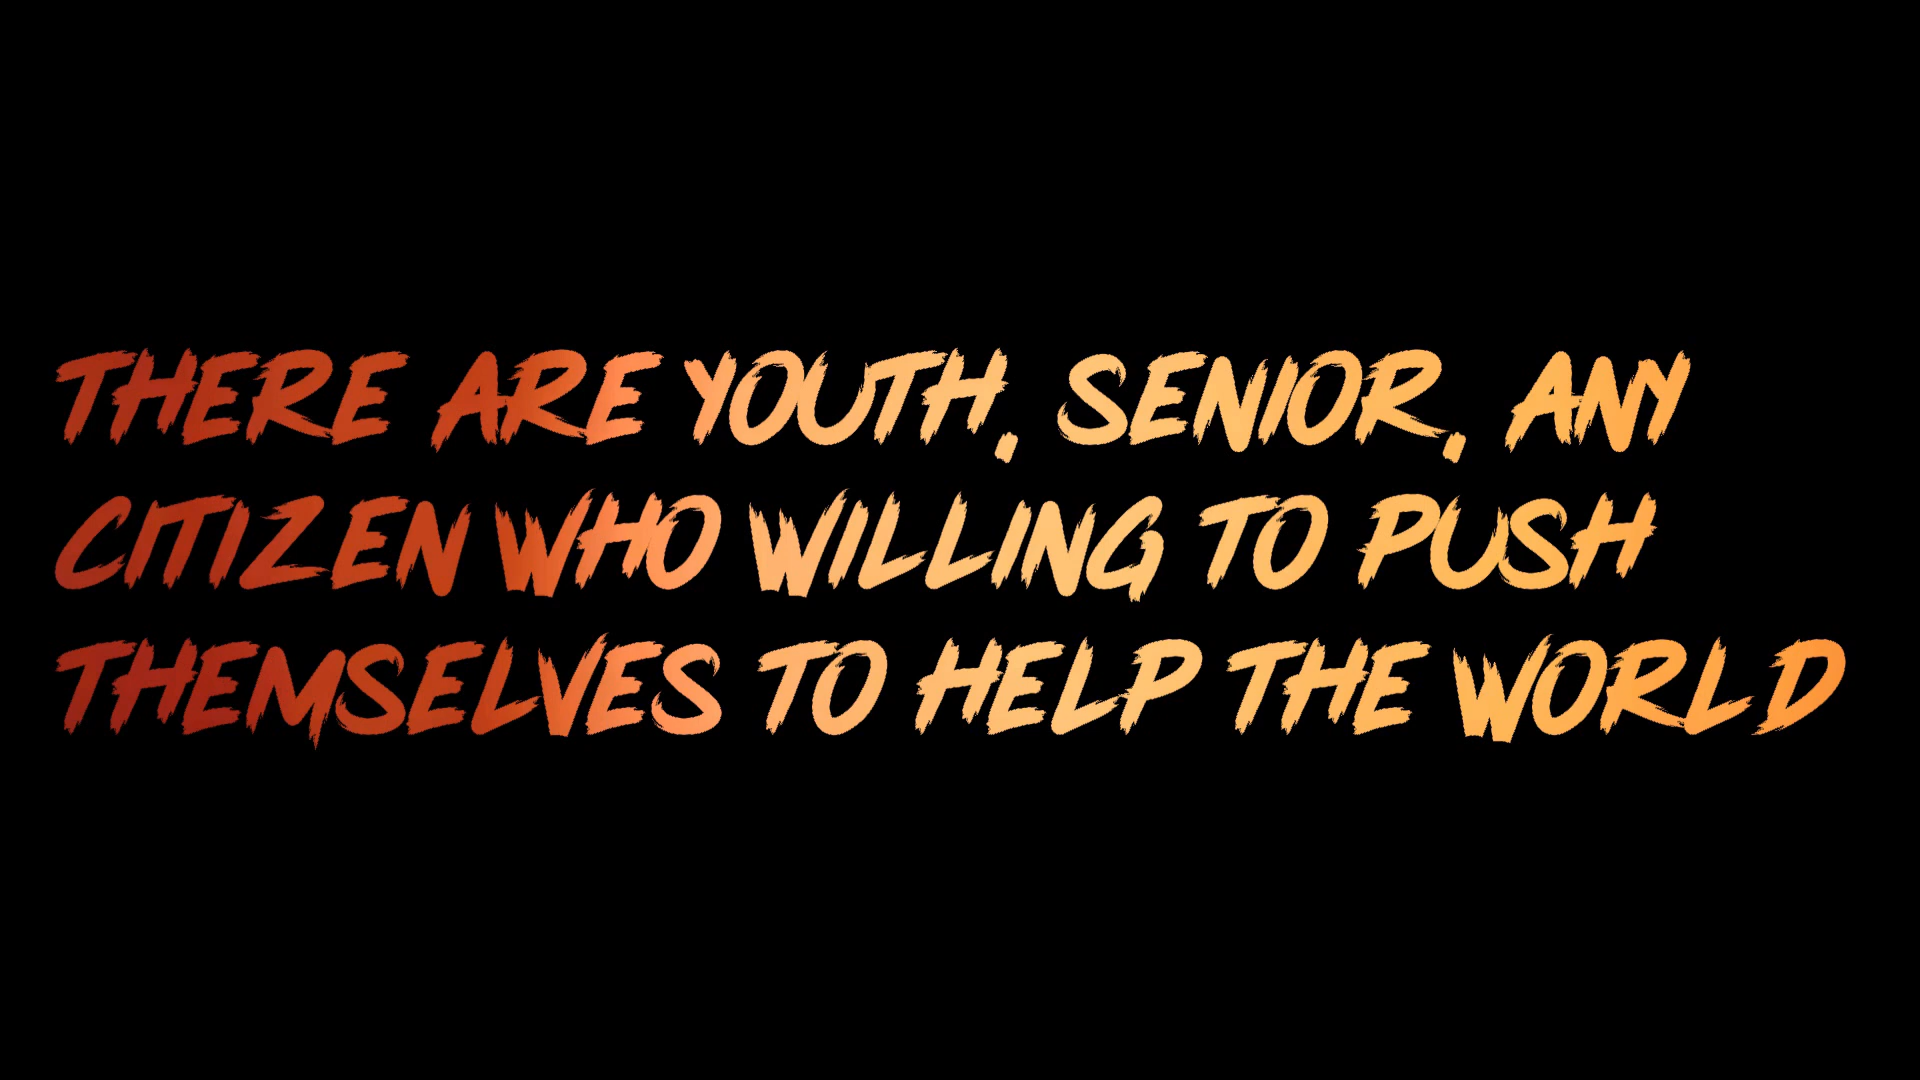 THERE ARE YOUTH, SENIOR, ANY
CITIZEN WHO WILLING TO PUSH
THEMSELVES TO HELP THE WORLD